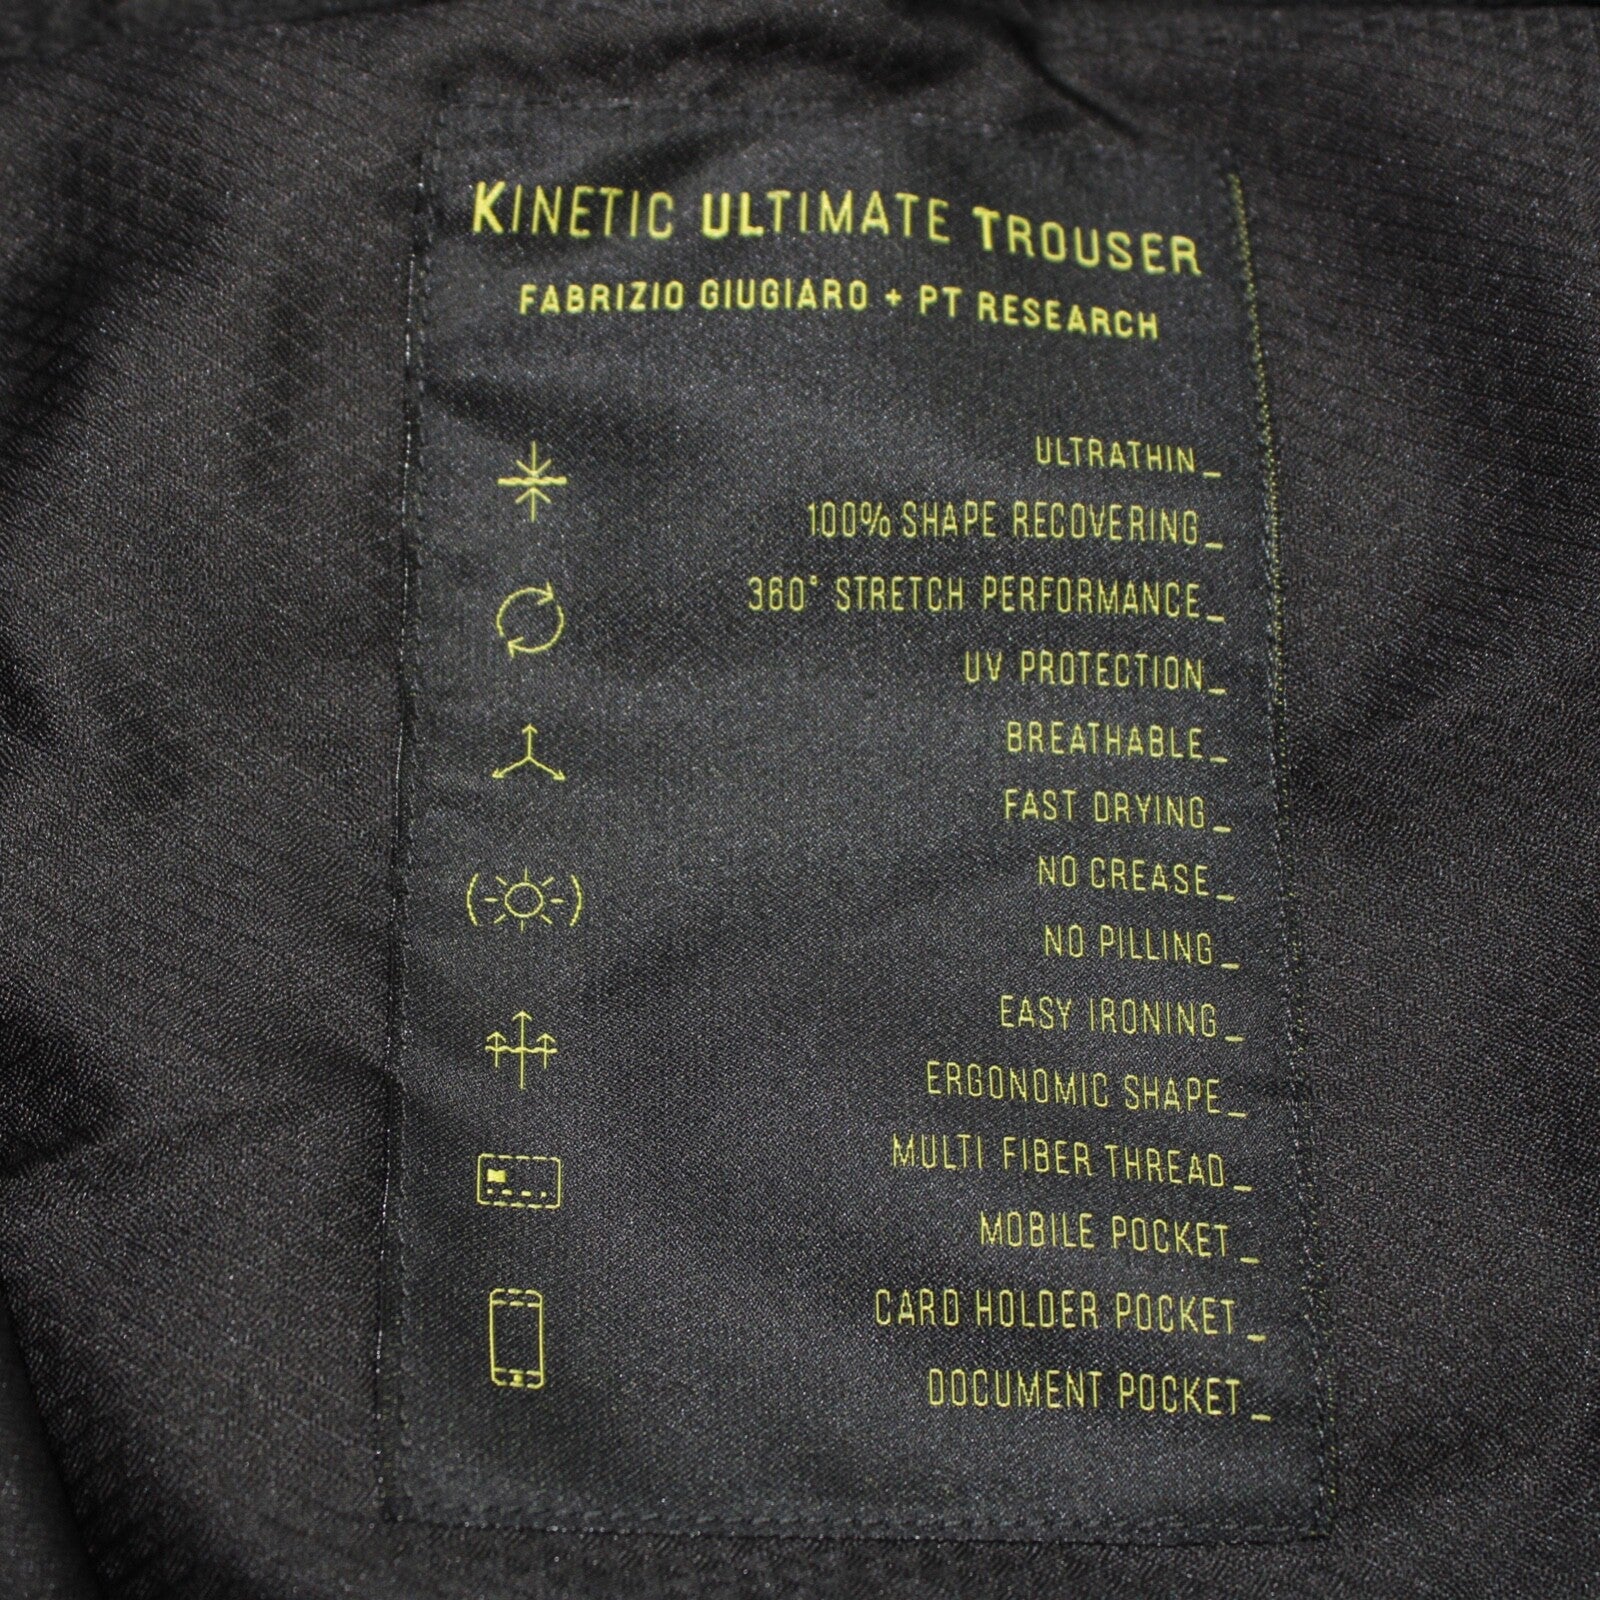 KINETIC ULTIMATE TROUSER
FABRIZIO GIUGIARO + PT RESEARCH
ULTRATHIN_
100% SHAPE RECOVERING_
360° STRETCH PERFORMANCE_
UV PROTECTION_
BREATHABLE_
FAST DRYING_
NO CREASE_
NO PILLING_
EASY IRONING_
ERGONOMIC SHAPE_
MULTI FIBER THREAD_
MOBILE POCKET_
CARD HOLDER POCKET_
DOCUMENT POCKET_